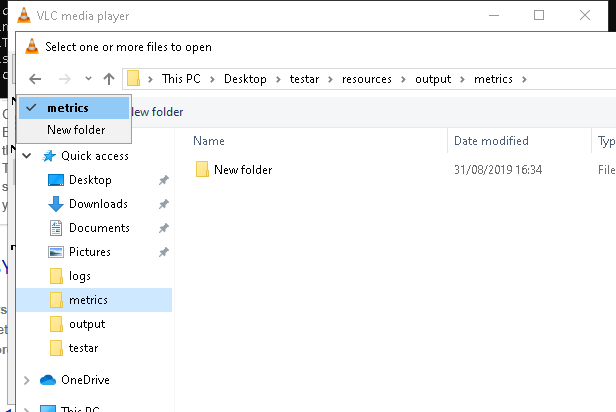 VLC media player
Select one or more files to open
This PC > Desktop > testar > resources > output > metrics >
metrics
New folder
New folder
Name
Date modified
Quick access
New folder
31/08/2019 16:34
Desktop
Downloads
Documents
Pictures
logs
metrics
output
testar
OneDrive
This PC